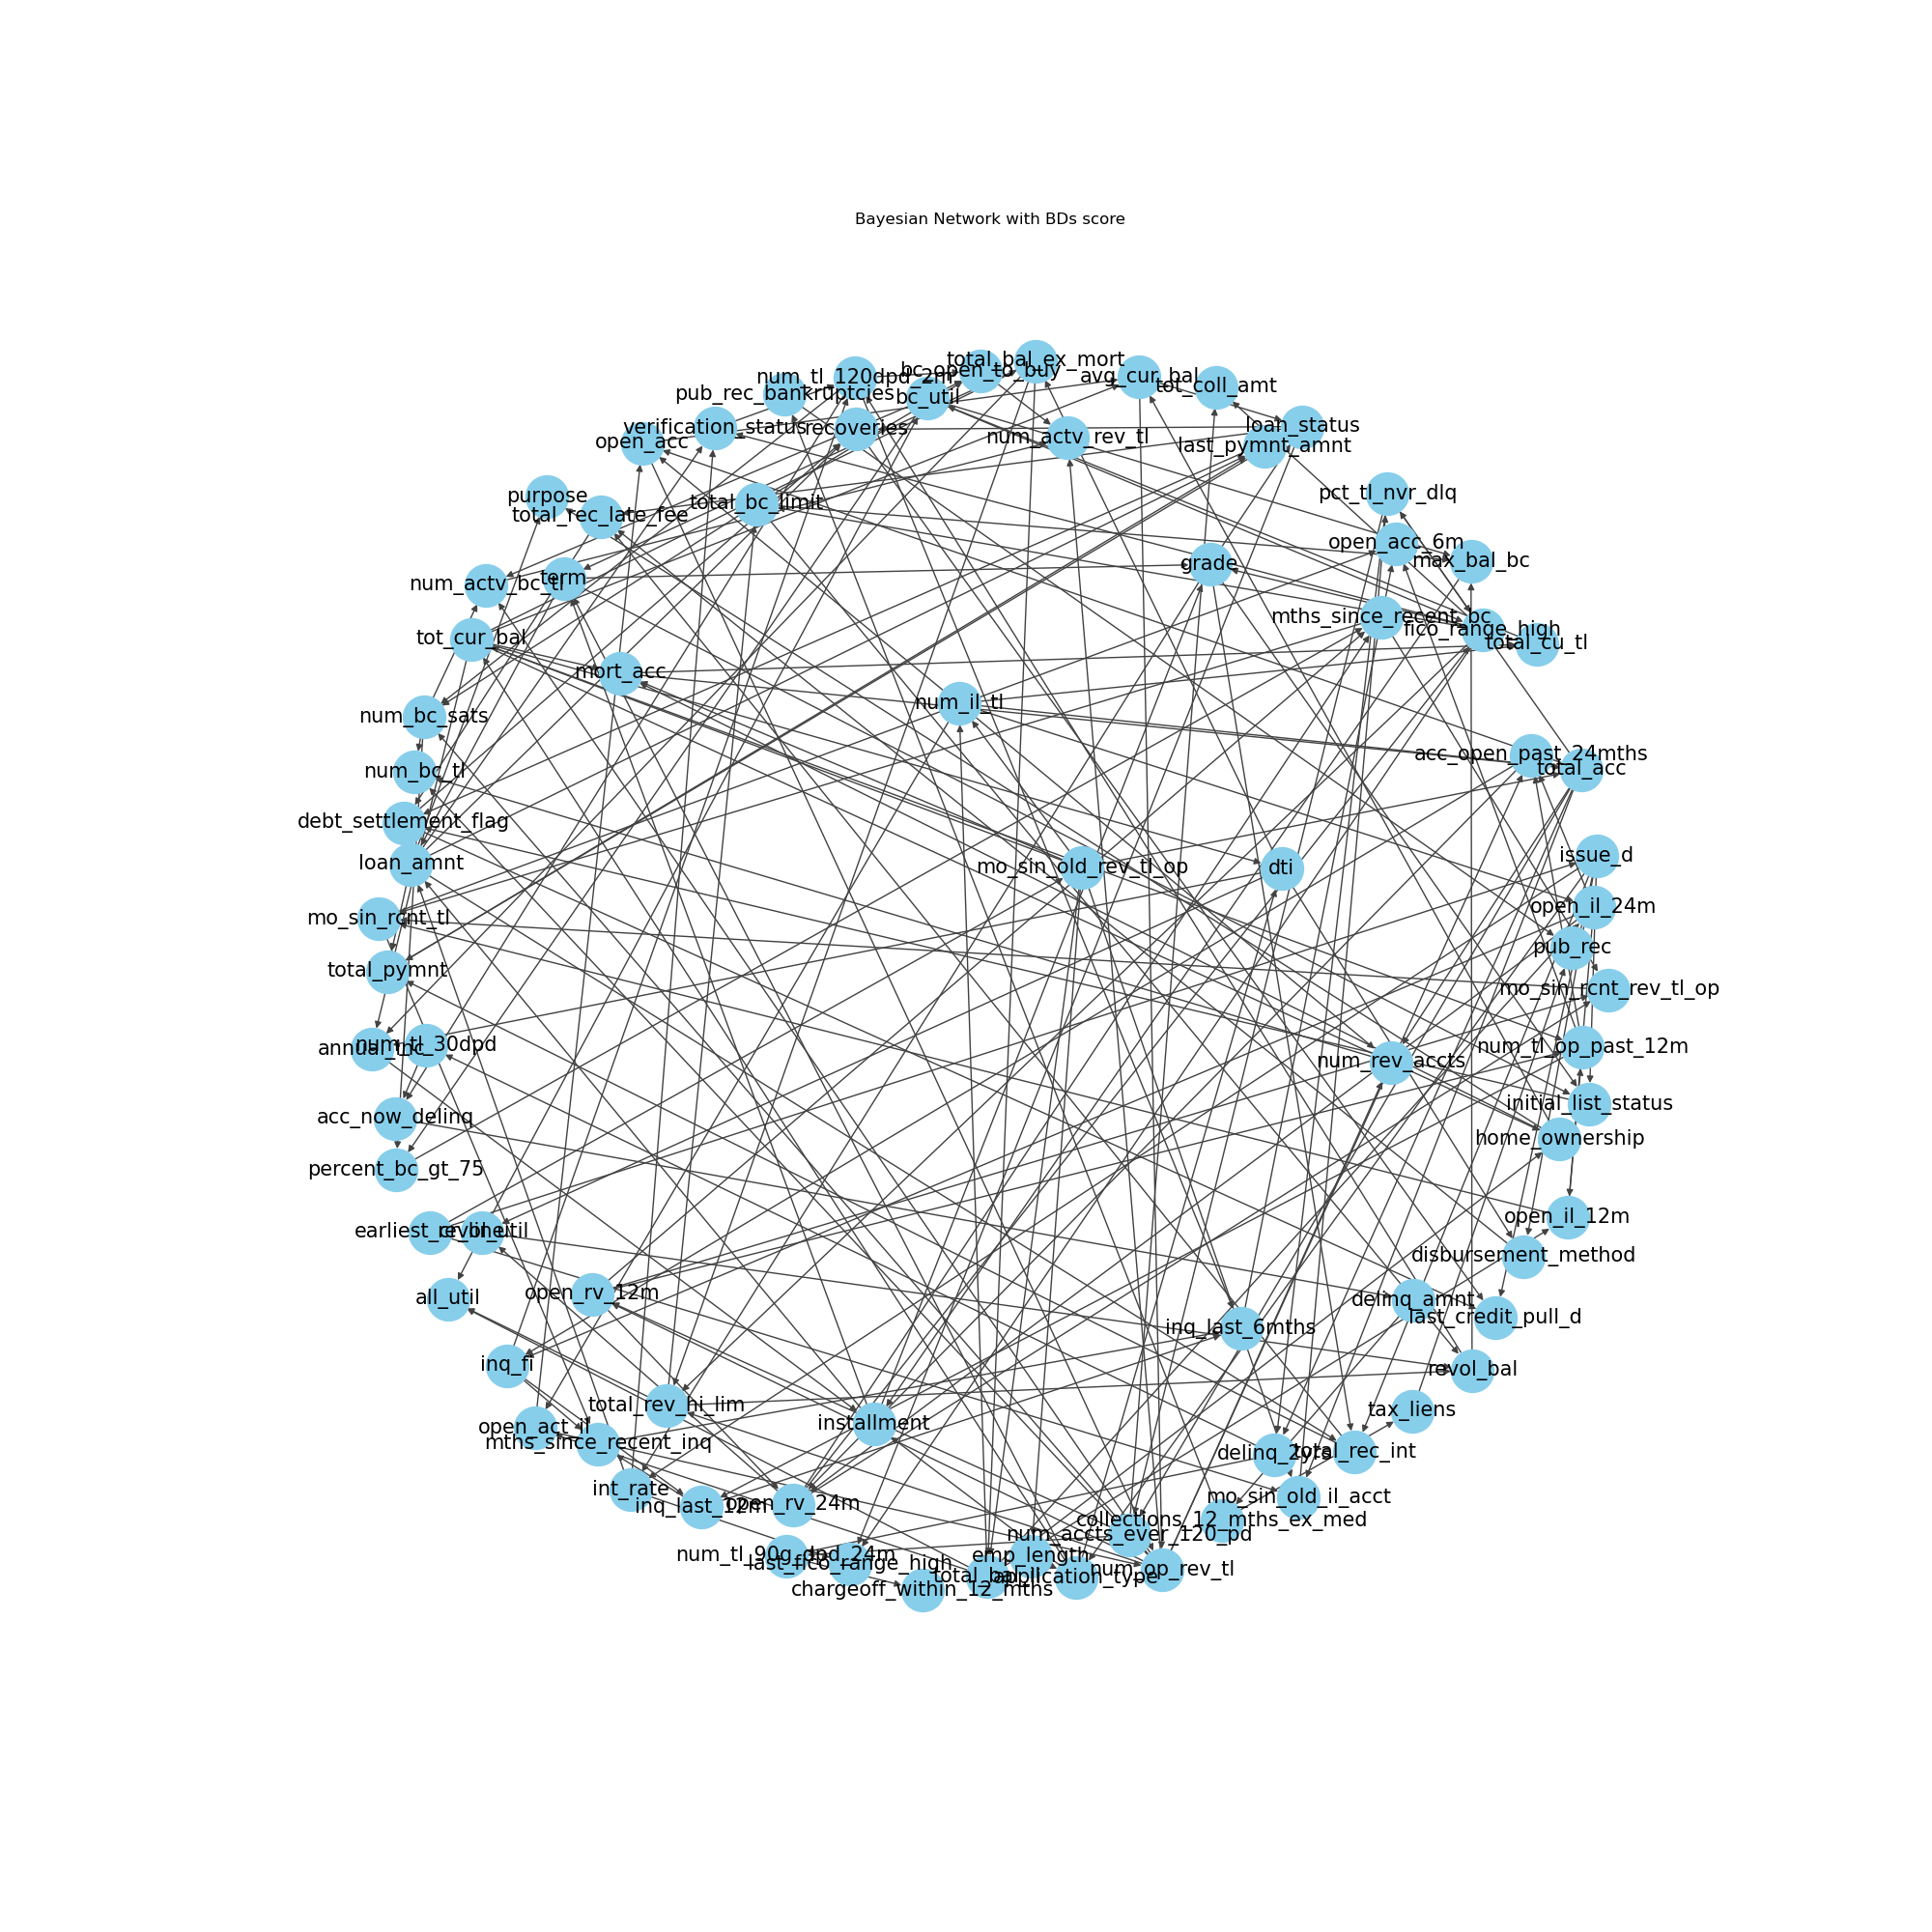 Bayesian Network with BDs score
total_bal_ex_mort
bc_open_to_buy
num_tl_120dpd_2m
avg_cur_bal
tot_coll_amt
pub_rec_bankruptcies
bc_util
verification_status
recoveries
loan_status
open_acc
num_actv_rev_tl
last_pymnt_amnt
purpose
pct_tl_nvr_dlq
total_bc_limit
total_rec_late_fee
open_acc_6m
max_bal_bc
grade
num_actv_bc_tl
term
mths_since_recent_bc
fico_range_high
tot_cur_bal
total_cu_tl
mort_acc
num_il_tl
num_bc_sats
acc_open_past_24mths
total_acc
num_bc_tl
debt_settlement_flag
loan_amnt
mo_sin_old_rev_tl_op
dti
issue_d
open_il_24m
mo_sin_rcnt_tl
pub_rec
total_pymnt
mo_sin_rcnt_rev_tl_op
annual_inc
num_tl_30dpd
num_rev_accts
num_tl_op_past_12m
acc_now_delinq
initial_list_status
home_ownership
percent_bc_gt_75
open_il_12m
earliest_cr_line
revol_util
disbursement_method
all_util
open_rv_12m
delinq_amnt
last_credit_pull_d
inq_last_6mths
inq_fi
revol_bal
total_rev_hi_lim
tax_liens
open_act_il
installment
mths_since_recent_inq
delinq_2yrs
total_rec_int
int_rate
mo_sin_old_il_acct
inq_last_12m
open_rv_24m
collections_12_mths_ex_med
num_accts_ever_120_pd
num_tl_90g_dpd_24m
last_fico_range_high
emp_length
num_op_rev_tl
total_bal_il
application_type
chargeoff_within_12_mths